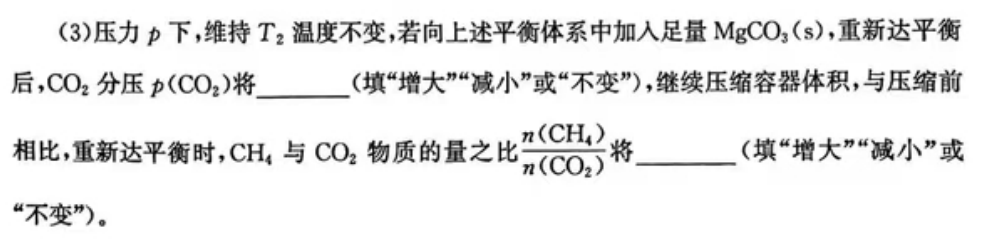 (3)压力 p 下,维持 T₂ 温度不变,若向上述平衡体系中加入足量 MgCO₃(s),重新达平衡
后,CO₂ 分压 p(CO₂)将________(填“增大”“减小”或“不变”),继续压缩容器体积,与压缩前
相比,重新达平衡时,CH₄ 与 CO₂ 物质的量之比 n(CH₄)/n(CO₂) 将________(填“增大”“减小”或
“不变”)。